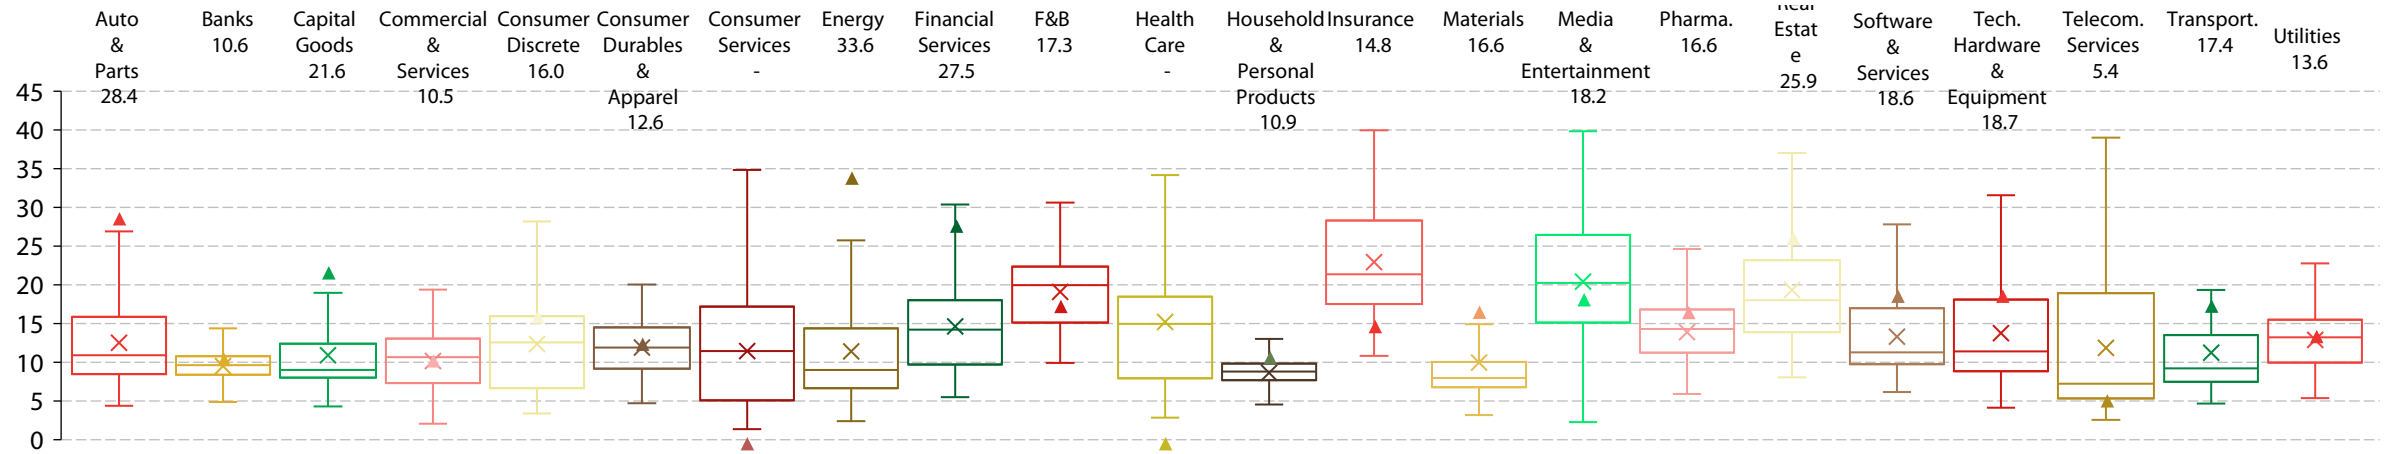 Auto
&
Parts
28.4
Banks
10.6
Capital
Goods
21.6
Commercial
&
Services
10.5
Consumer
Discrete
16.0
Consumer
Durables
&
Apparel
12.6
Consumer
Services
-
Energy
33.6
Financial
Services
27.5
F&B
17.3
Health
Care
-
Household
&
Personal
Products
10.9
Insurance
14.8
Materials
16.6
Media
&
Entertainment
18.2
Pharma.
16.6
Real
Estat
e
25.9
Software
&
Services
18.6
Tech.
Hardware
&
Equipment
18.7
Telecom.
Services
5.4
Transport.
17.4
Utilities
13.6
45
40
35
30
25
20
15
10
5
0